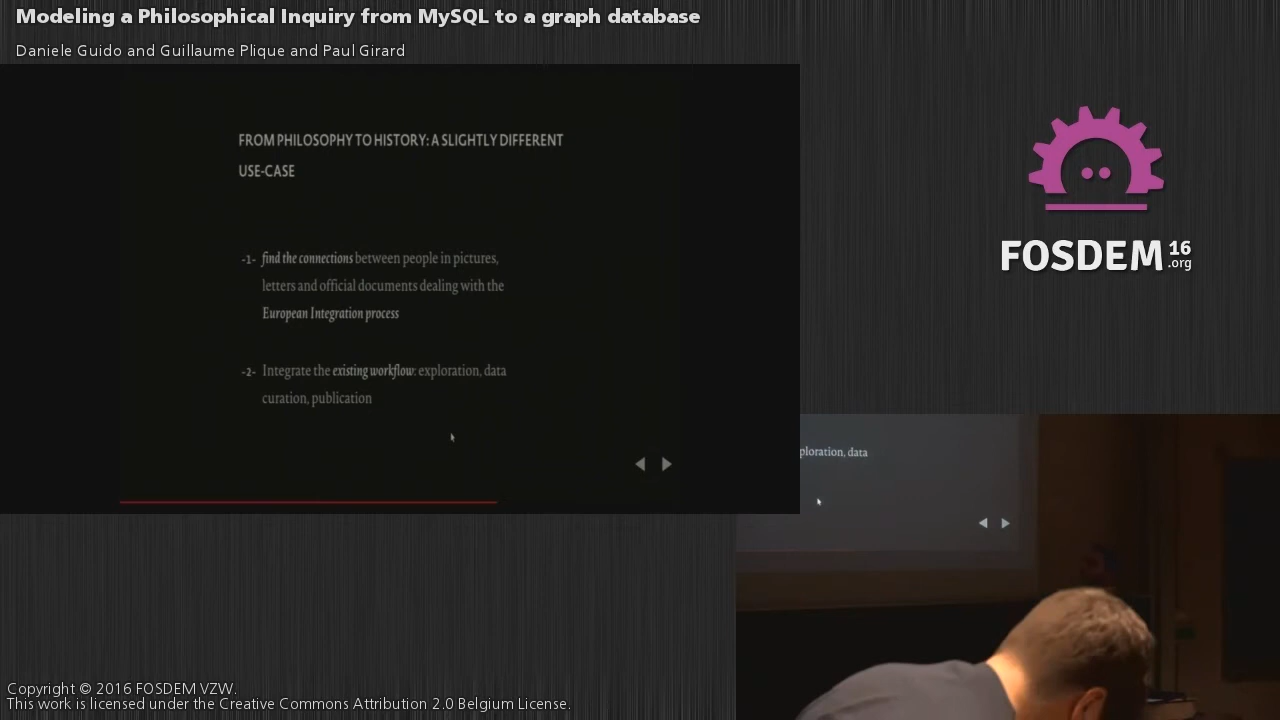 Modeling a Philosophical Inquiry from MySQL to a graph database
Daniele Guido and Guillaume Plique and Paul Girard
FROM PHILOSOPHY TO HISTORY: A SLIGHTLY DIFFERENT
USE-CASE
-1- find the connections between people in pictures,
letters and official documents dealing with the
European Integration process
-2- Integrate the existing workflow: exploration, data
curation, publication
FOSDEM 16
.org
ploration, data
Copyright © 2016 FOSDEM VZW.
This work is licensed under the Creative Commons Attribution 2.0 Belgium License.